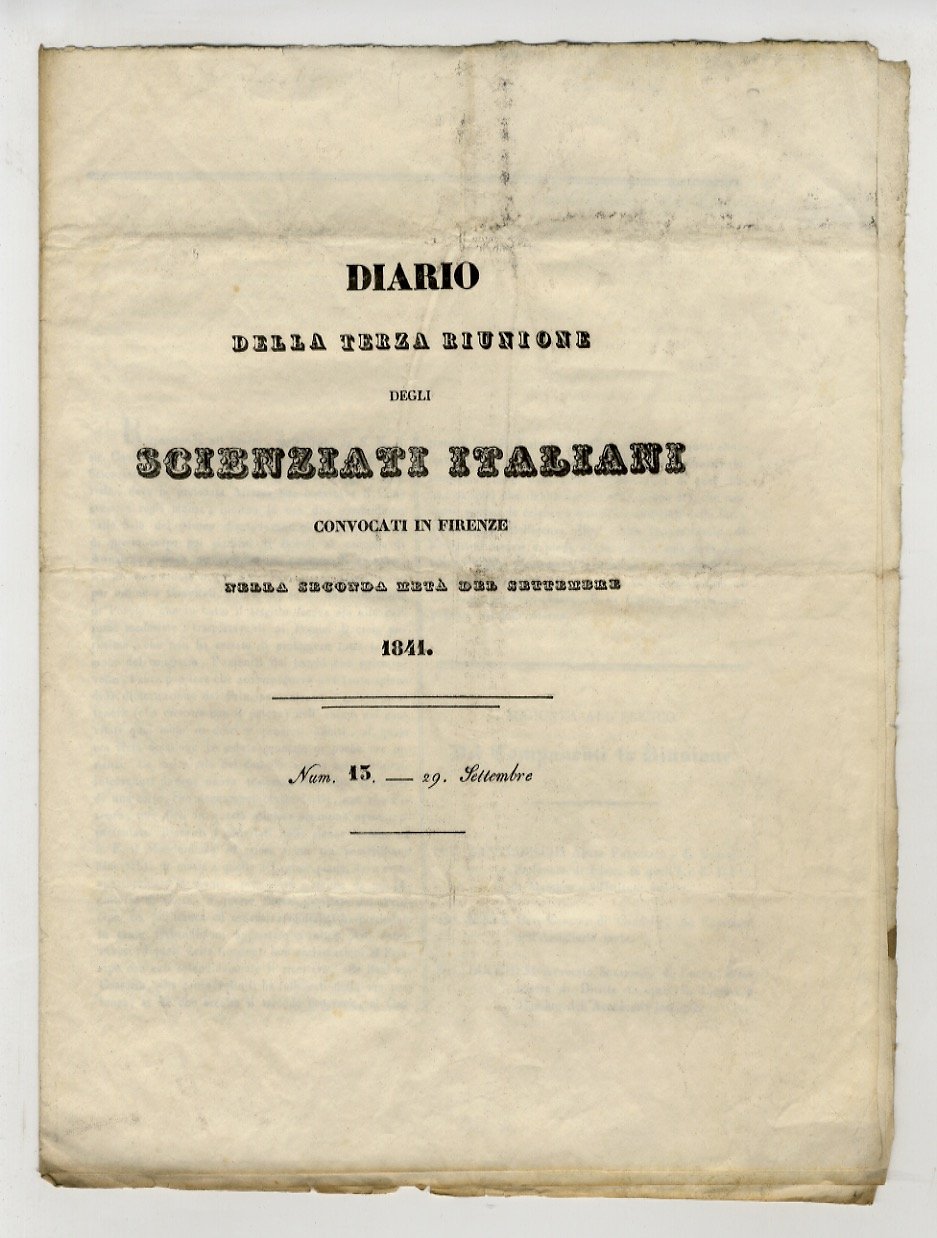 DIARIO
DELLA TERZA RIUNIONE
DEGLI
SCIENZIATI ITALIANI
CONVOCATI IN FIRENZE
NELLA SECONDA METÀ DEL SETTEMBRE
1841.
Num. 15. — 29. Settembre